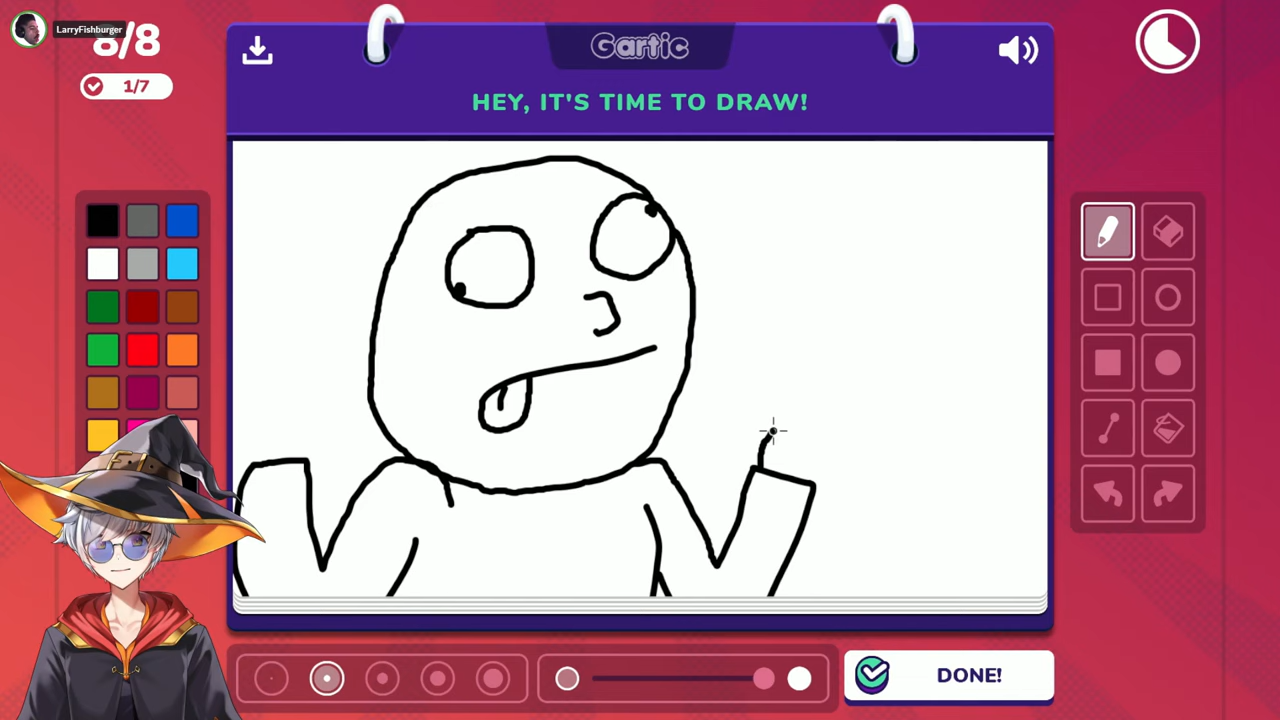 LarryFishburger
8/8
1/7
Gartic
HEY, IT'S TIME TO DRAW!
DONE!